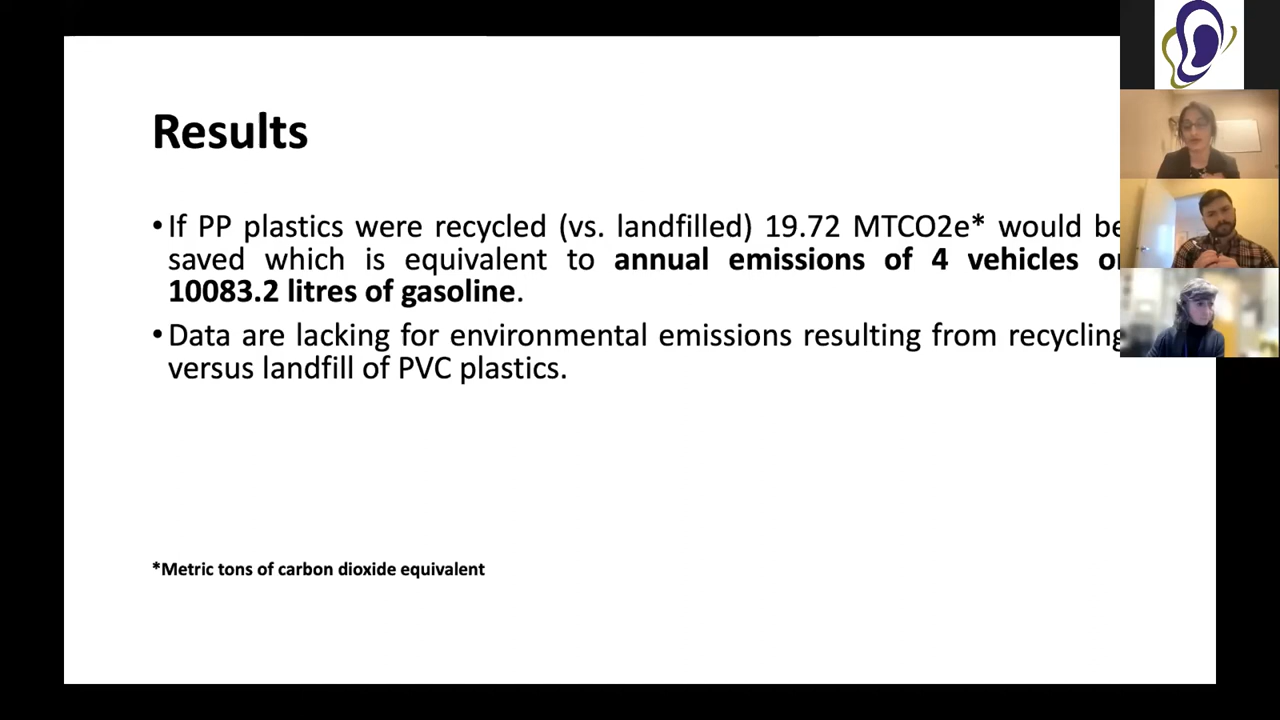 Results
•If PP plastics were recycled (vs. landfilled) 19.72 MTCO2e* would be
saved which is equivalent to annual emissions of 4 vehicles or
10083.2 litres of gasoline.
•Data are lacking for environmental emissions resulting from recycling
versus landfill of PVC plastics.
*Metric tons of carbon dioxide equivalent